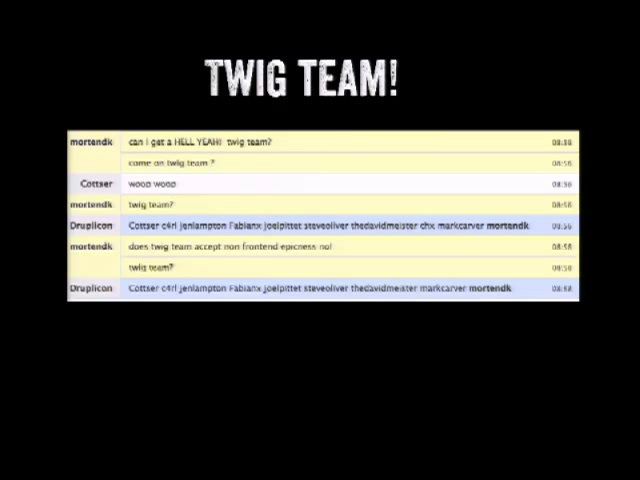 TWIG TEAM!
mortendk can i get a HELL YEAH! twig team? 08:58
come on twig team ? 08:58
Cottser woop woop 08:58
mortendk twig team? 08:58
Druplicon Cottser c4rl jenlampton Fabianx joelpittet steveoliver thedavidmeister chx markcarver mortendk 08:58
mortendk does twig team accept non frontend epicness no! 08:58
twig team? 08:58
Druplicon Cottser c4rl jenlampton Fabianx joelpittet steveoliver thedavidmeister markcarver mortendk 08:58